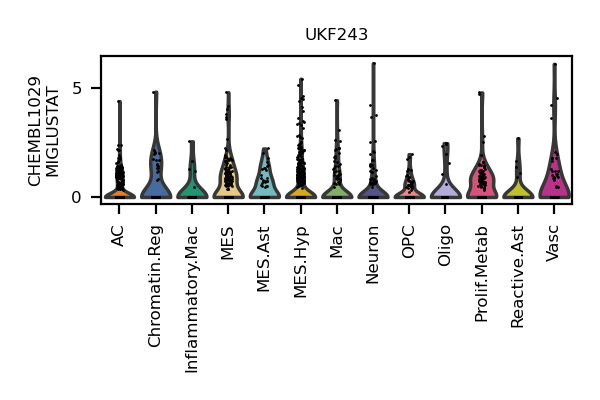 UKF243
CHEMBL1029
MIGLUSTAT
5
0
AC
Chromatin.Reg
Inflammatory.Mac
MES
MES.Ast
MES.Hyp
Mac
Neuron
OPC
Oligo
Prolif.Metab
Reactive.Ast
Vasc